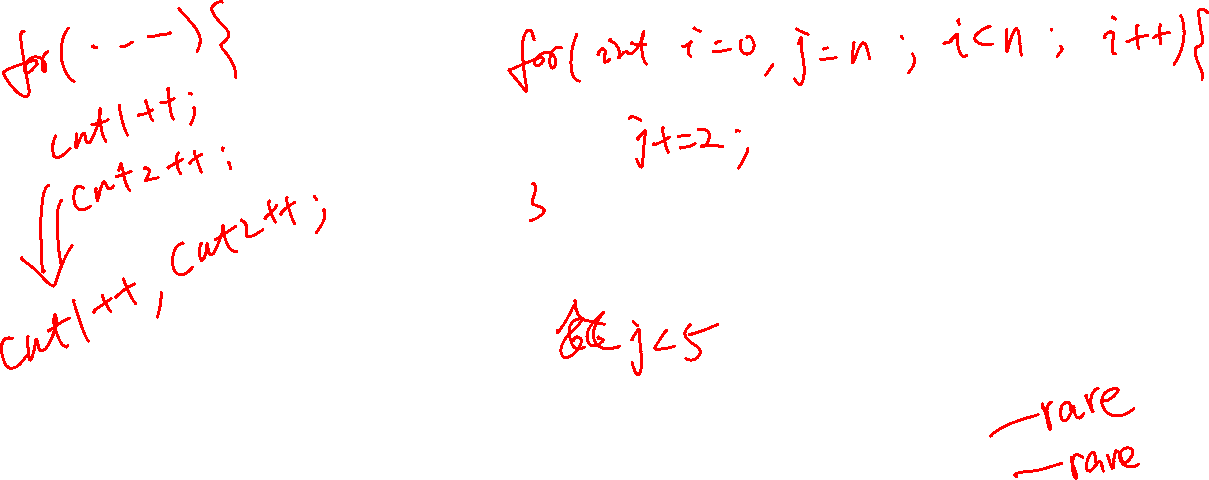 for(...){
cnt1++;
cnt2++;
cnt1++, cnt2++;
for(int i=0, j=n; i<n; i++){
j+=2;
}
j<5
—rare
—rare